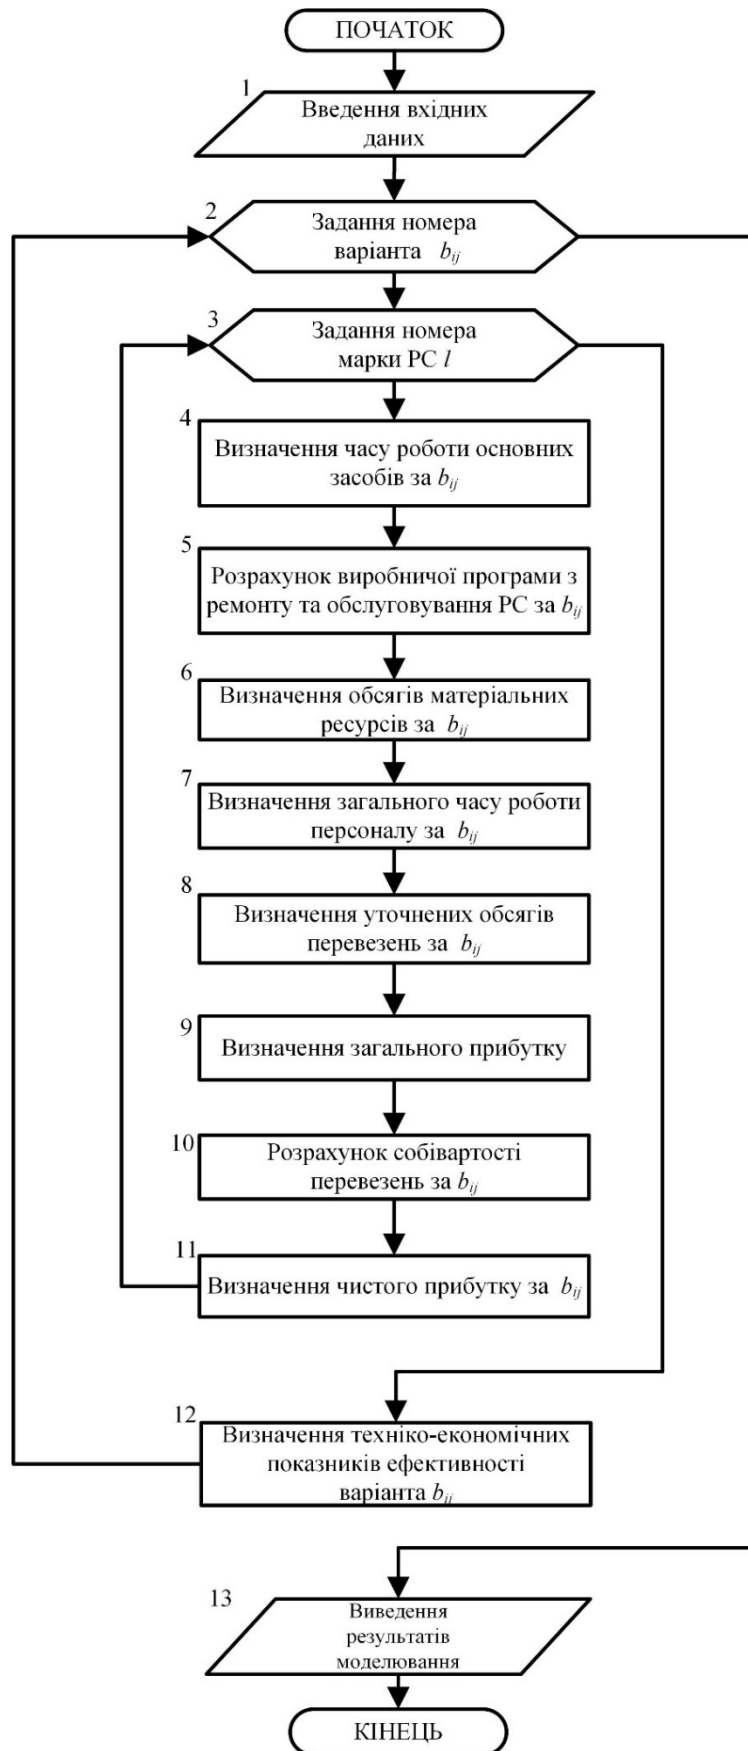 ПОЧАТОК
1
Введення вхідних
даних
2
Задання номера
варіанта b_ij
3
Задання номера
марки РС l
4
Визначення часу роботи основних
засобів за b_ij
5
Розрахунок виробничої програми з
ремонту та обслуговування РС за b_ij
6
Визначення обсягів матеріальних
ресурсів за b_ij
7
Визначення загального часу роботи
персоналу за b_ij
8
Визначення уточнених обсягів
перевезень за b_ij
9
Визначення загального прибутку
10
Розрахунок собівартості
перевезень за b_ij
11
Визначення чистого прибутку за b_ij
12
Визначення техніко-економічних
показників ефективності
варіанта b_ij
13
Виведення
результатів
моделювання
КІНЕЦЬ